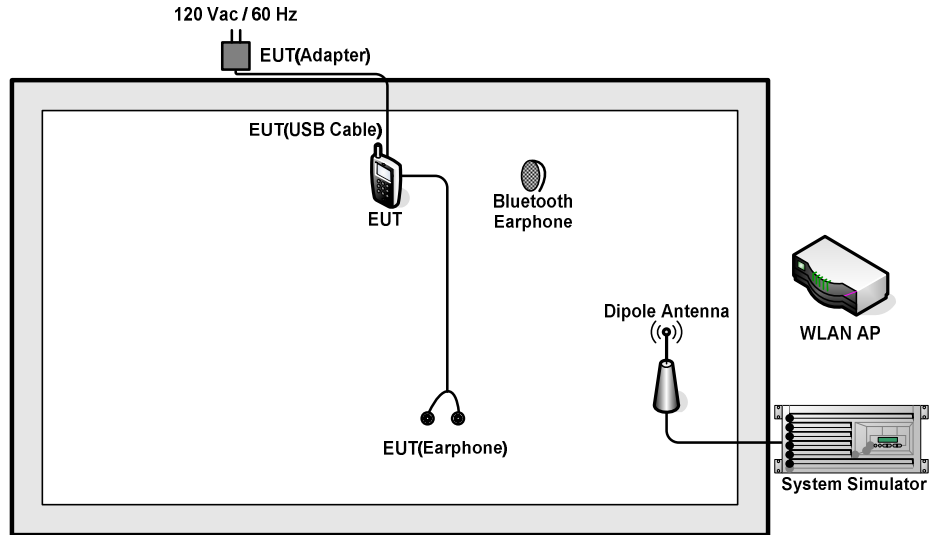 120 Vac / 60 Hz
EUT(Adapter)
EUT(USB Cable)
EUT
Bluetooth
Earphone
Dipole Antenna
WLAN AP
EUT(Earphone)
System Simulator